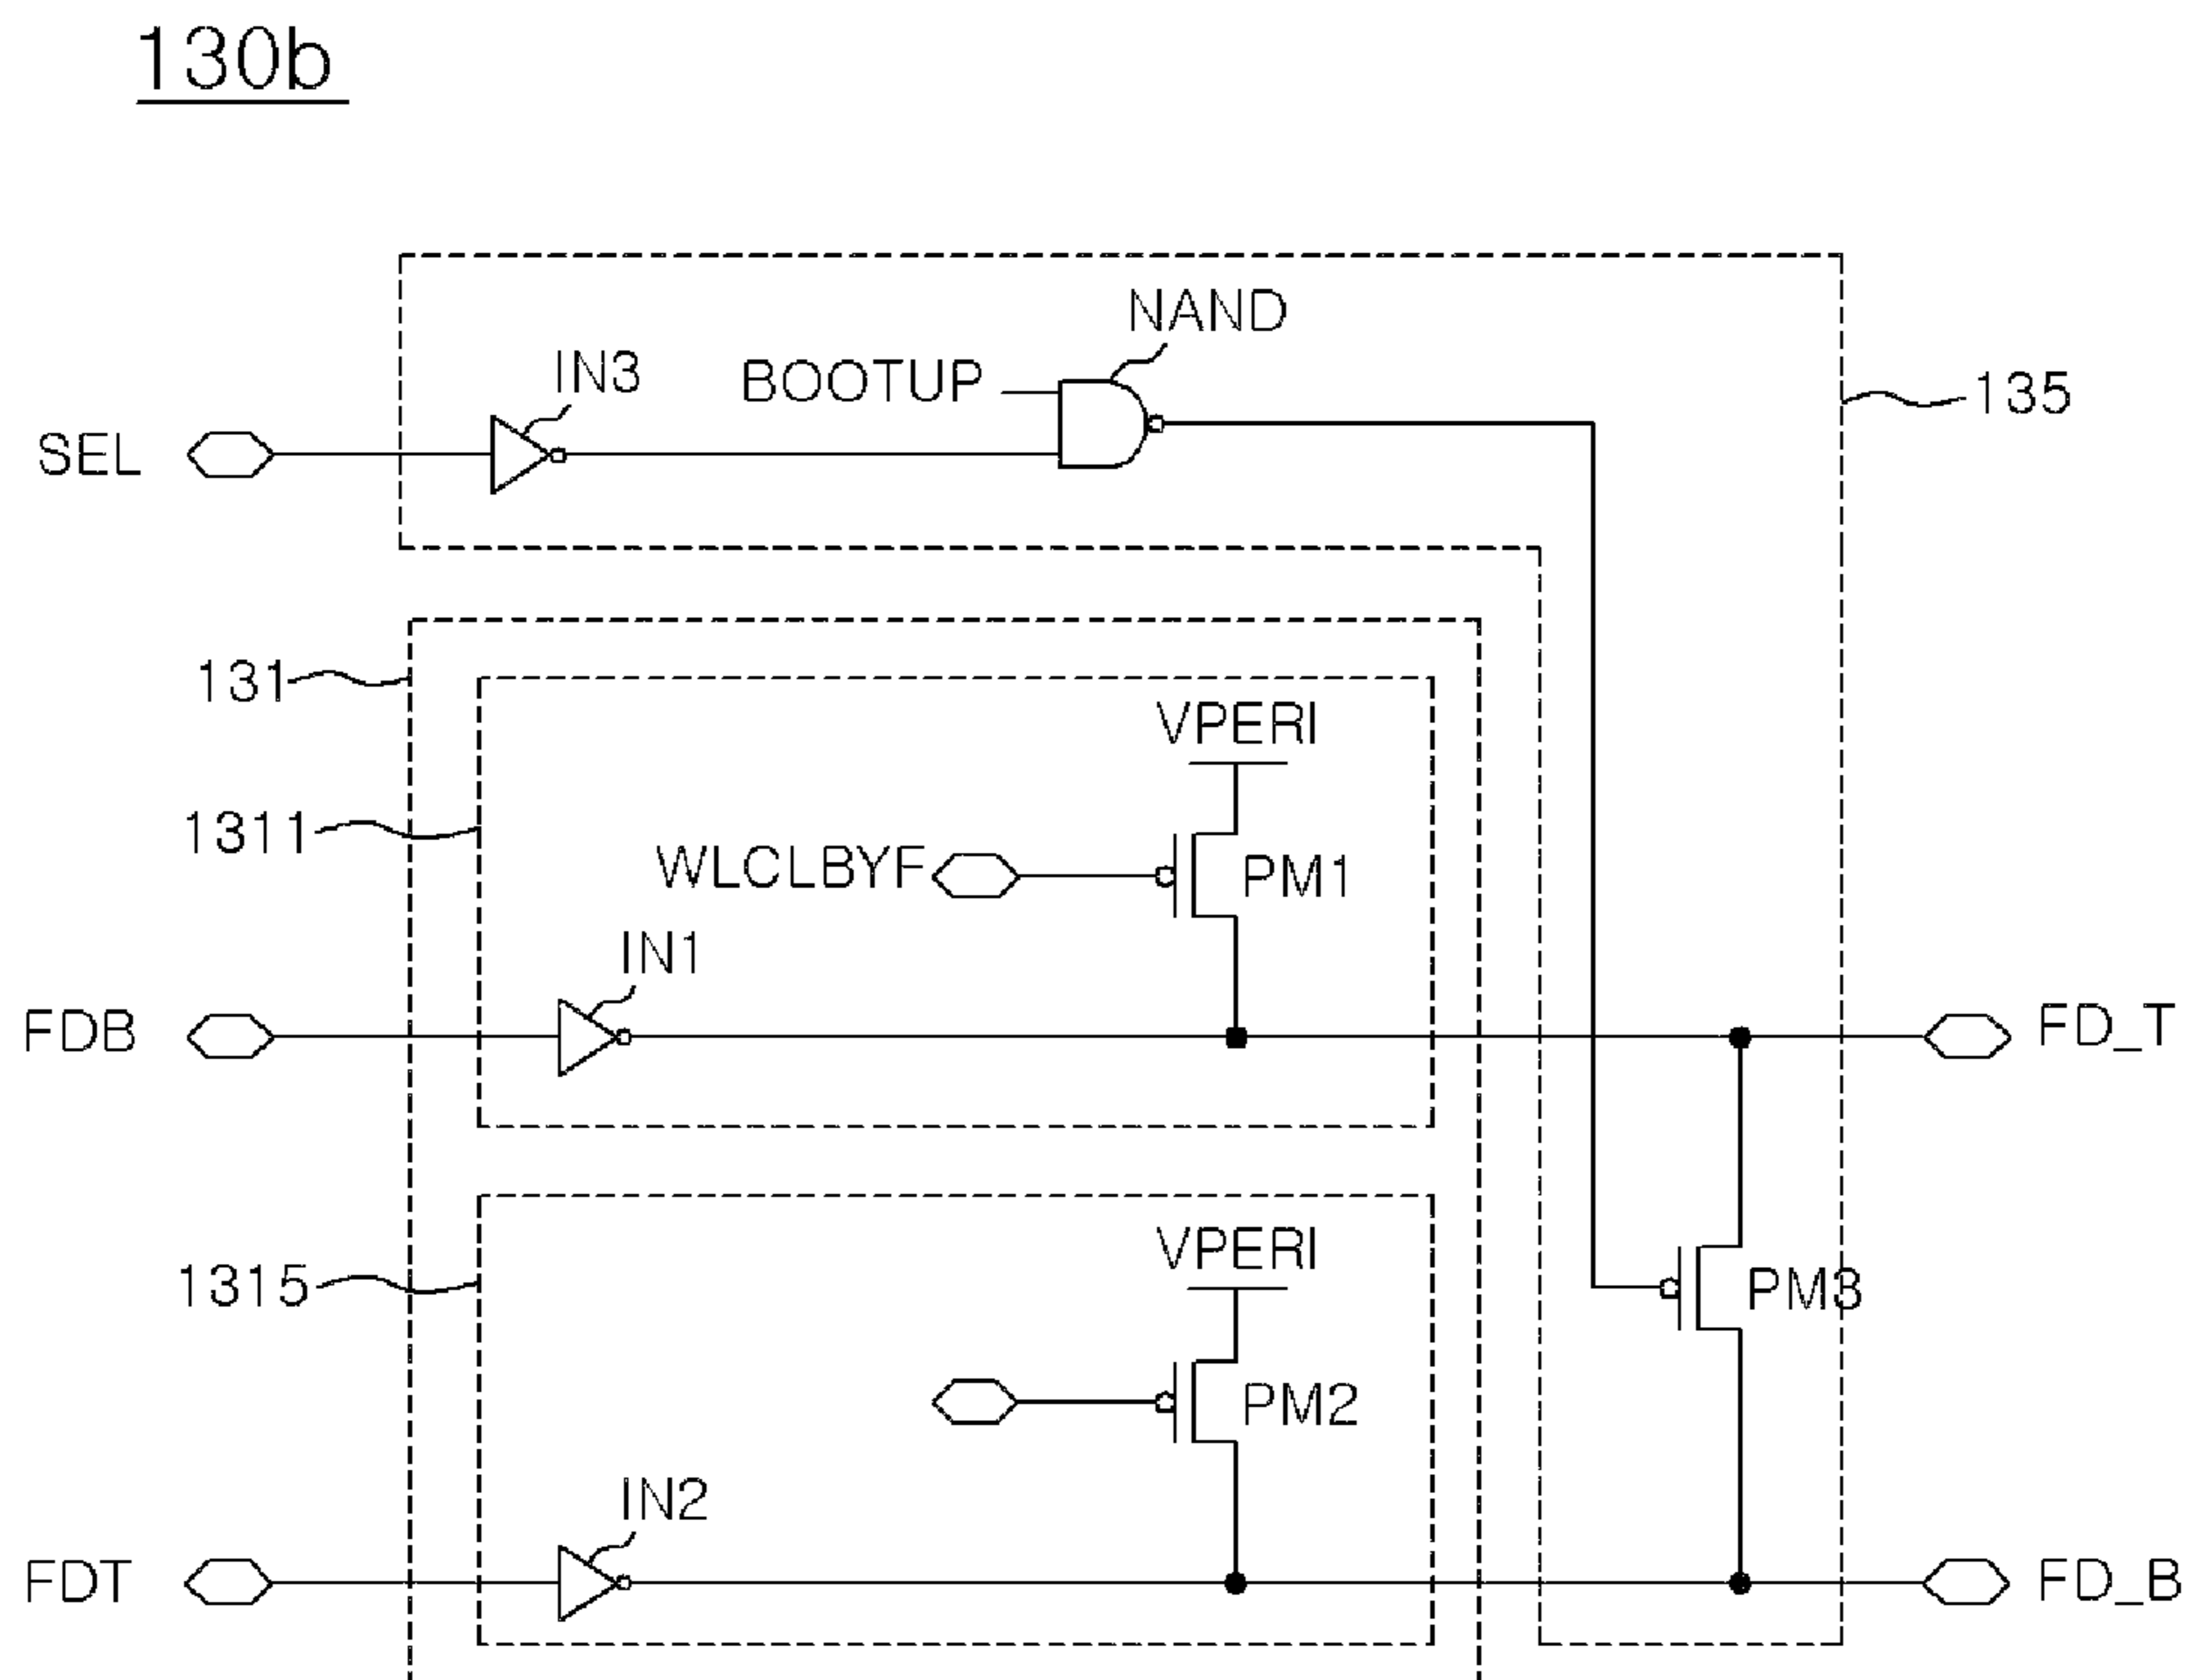 130b
NAND
IN3
BOOTUP
135
SEL
131
VPERI
1311
WLCLBYF
PM1
IN1
FDB
FD_T
VPERI
1315
PM3
PM2
IN2
FDT
FD_B